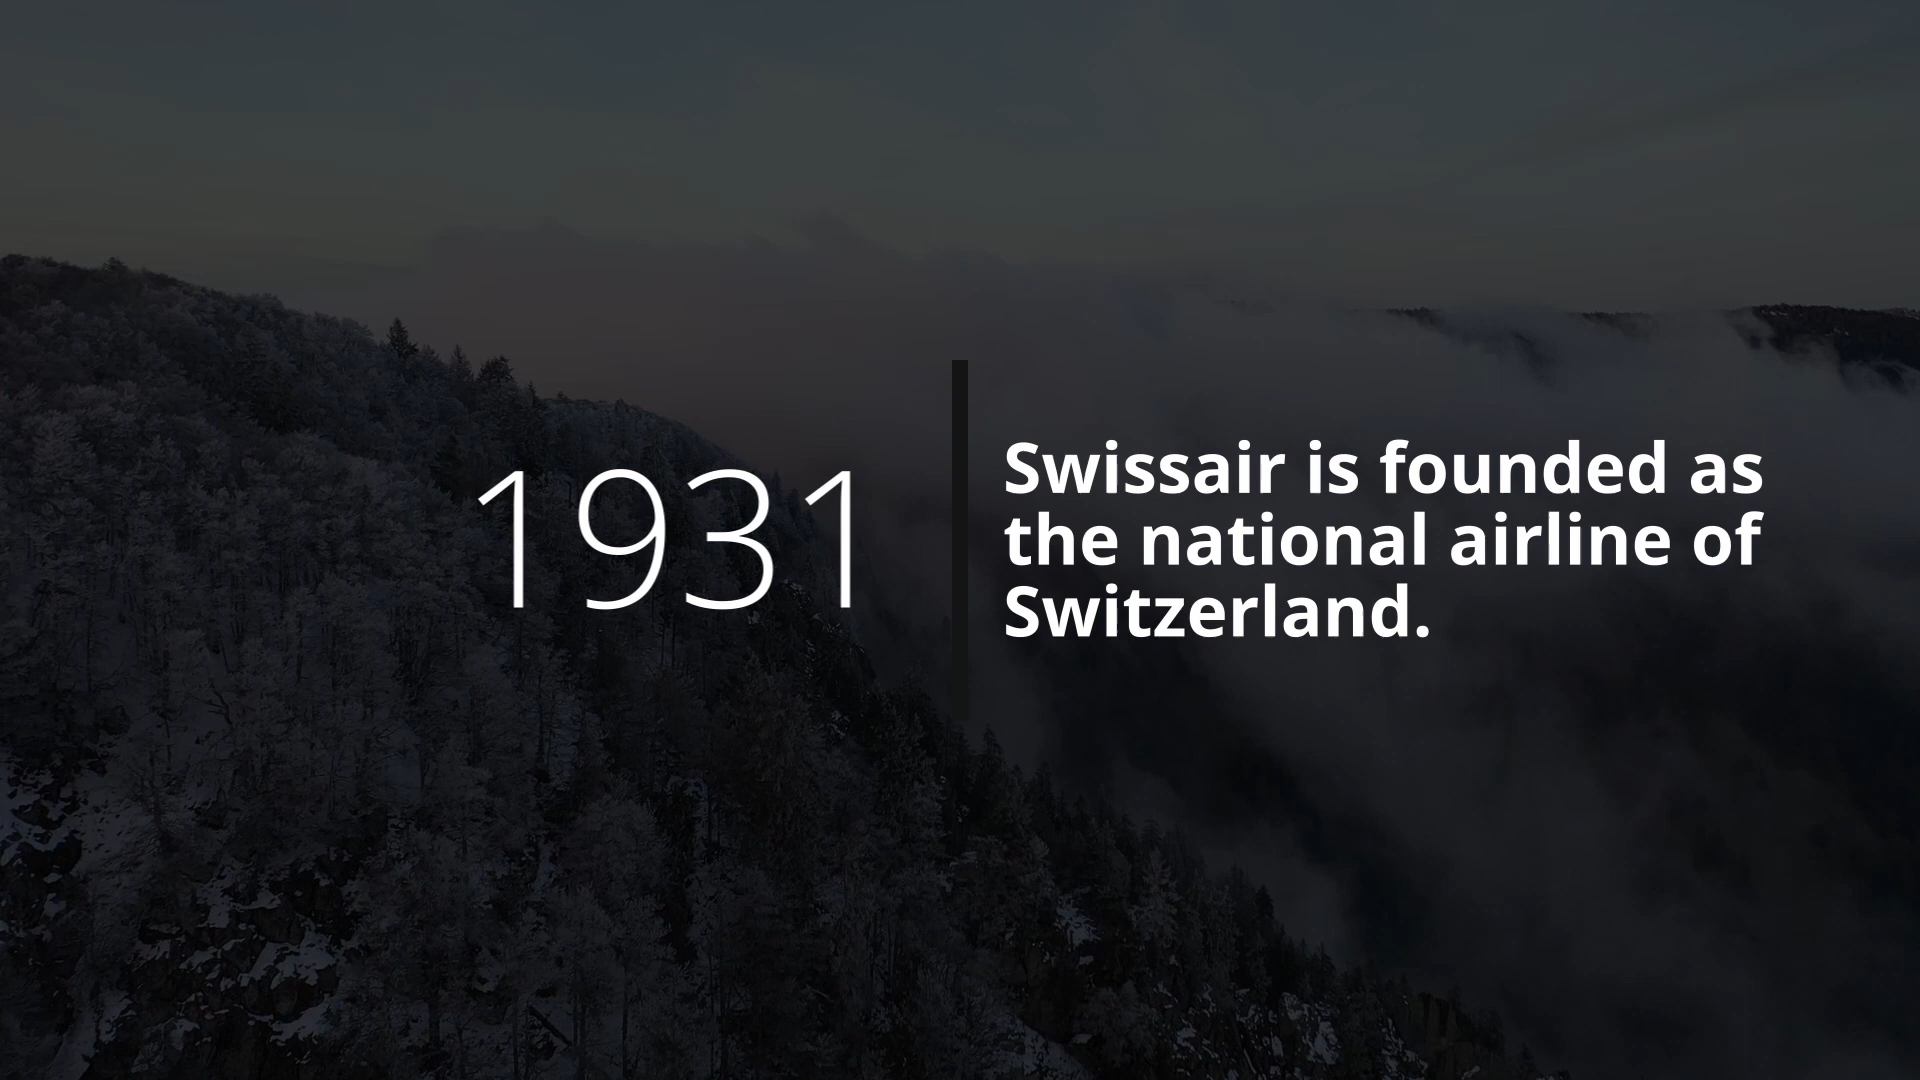 1931
Swissair is founded as
the national airline of
Switzerland.